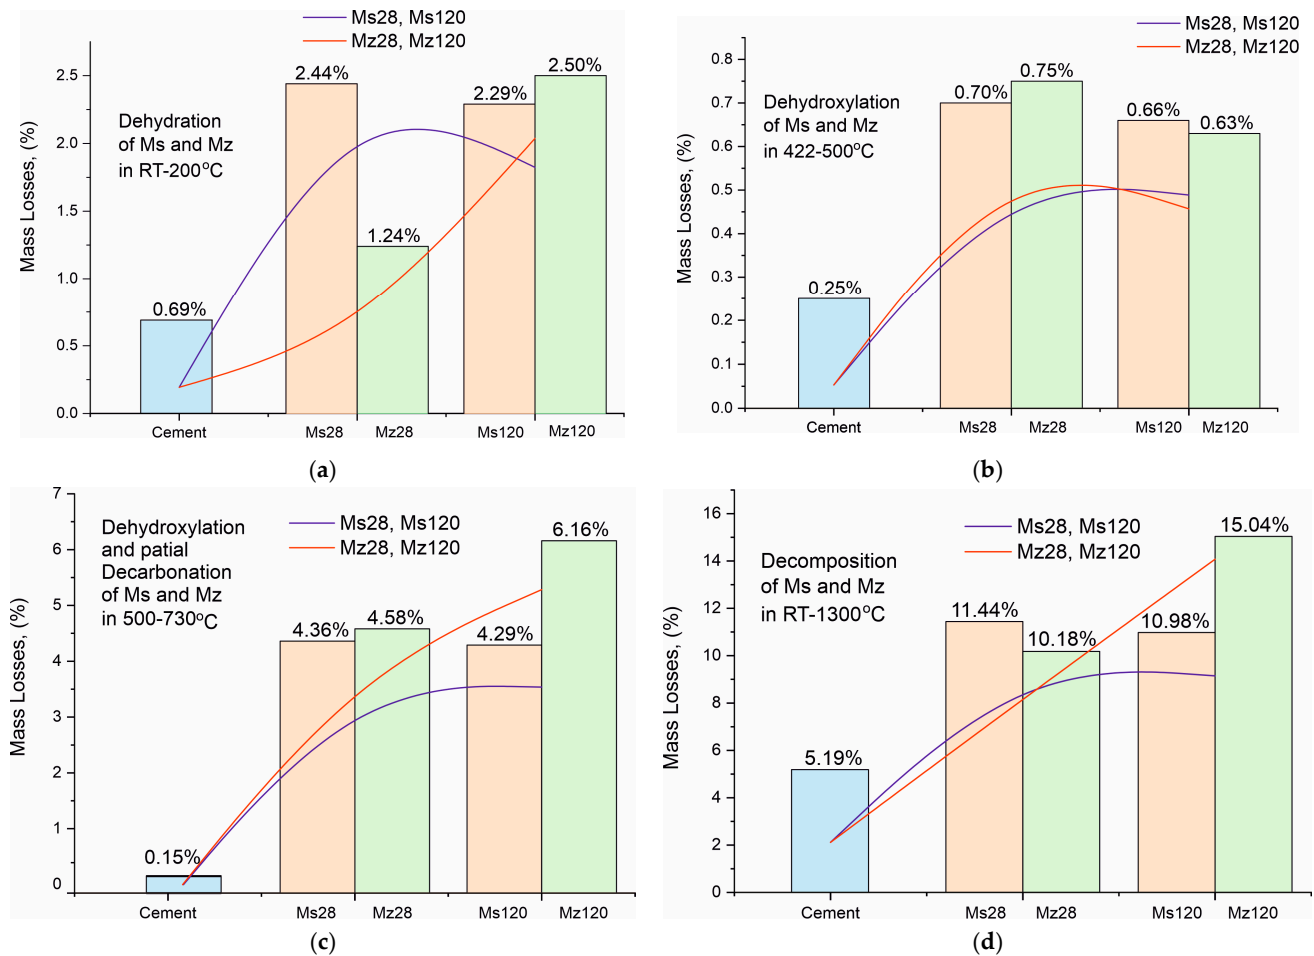 Ms28, Ms120
Mz28, Mz120
Mass Losses, (%)
2.5
2.0
1.5
1.0
0.5
0.0
Dehydration
of Ms and Mz
in RT-200°C
0.69%
2.44%
1.24%
2.29%
2.50%
Cement
Ms28
Mz28
Ms120
Mz120
(a)
Ms28, Ms120
Mz28, Mz120
Mass Losses, (%)
0.8
0.7
0.6
0.5
0.4
0.3
0.2
0.1
0.0
Dehydroxylation
of Ms and Mz
in 422-500°C
0.25%
0.70%
0.75%
0.66%
0.63%
Cement
Ms28
Mz28
Ms120
Mz120
(b)
Mass Losses, (%)
7
6
5
4
3
2
1
0
Dehydroxylation
and patial
Decarbonation
of Ms and Mz
in 500-730°C
Ms28, Ms120
Mz28, Mz120
0.15%
4.36%
4.58%
4.29%
6.16%
Cement
Ms28
Mz28
Ms120
Mz120
(c)
Mass Losses, (%)
16
14
12
10
8
6
4
2
0
Ms28, Ms120
Mz28, Mz120
Decomposition
of Ms and Mz
in RT-1300°C
5.19%
11.44%
10.18%
10.98%
15.04%
Cement
Ms28
Mz28
Ms120
Mz120
(d)